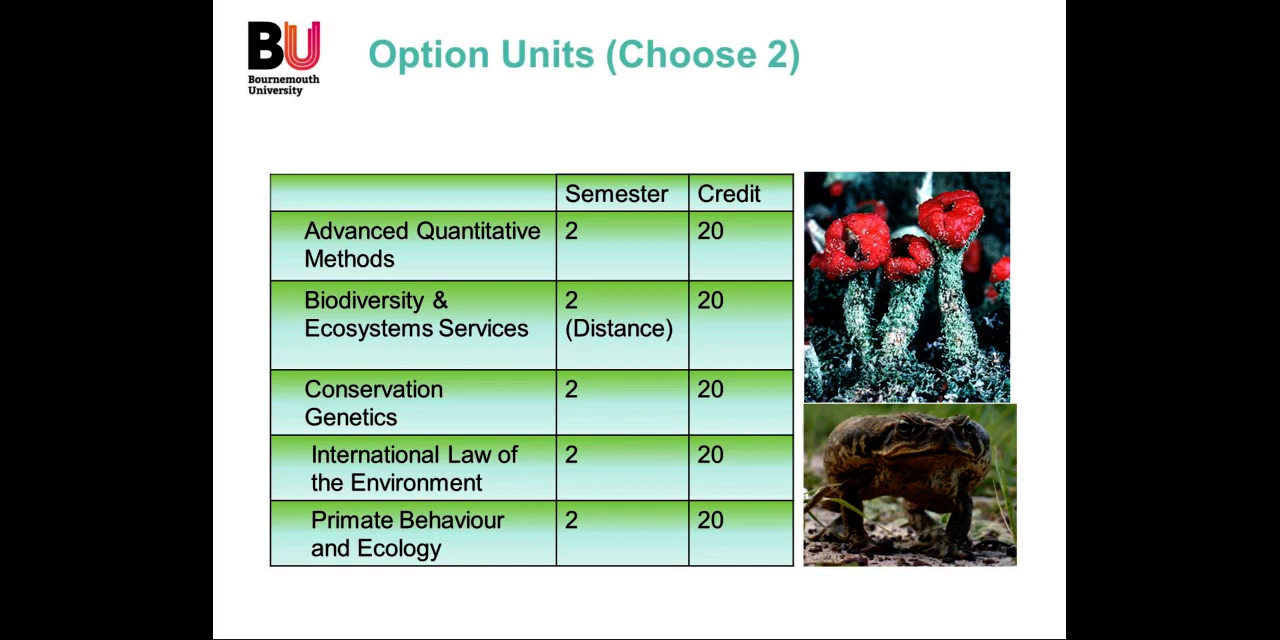 BU
Bournemouth
University
Option Units (Choose 2)
Semester Credit
Advanced Quantitative 2 20
Methods
Biodiversity & 2 20
Ecosystems Services (Distance)
Conservation 2 20
Genetics
International Law of 2 20
the Environment
Primate Behaviour 2 20
and Ecology